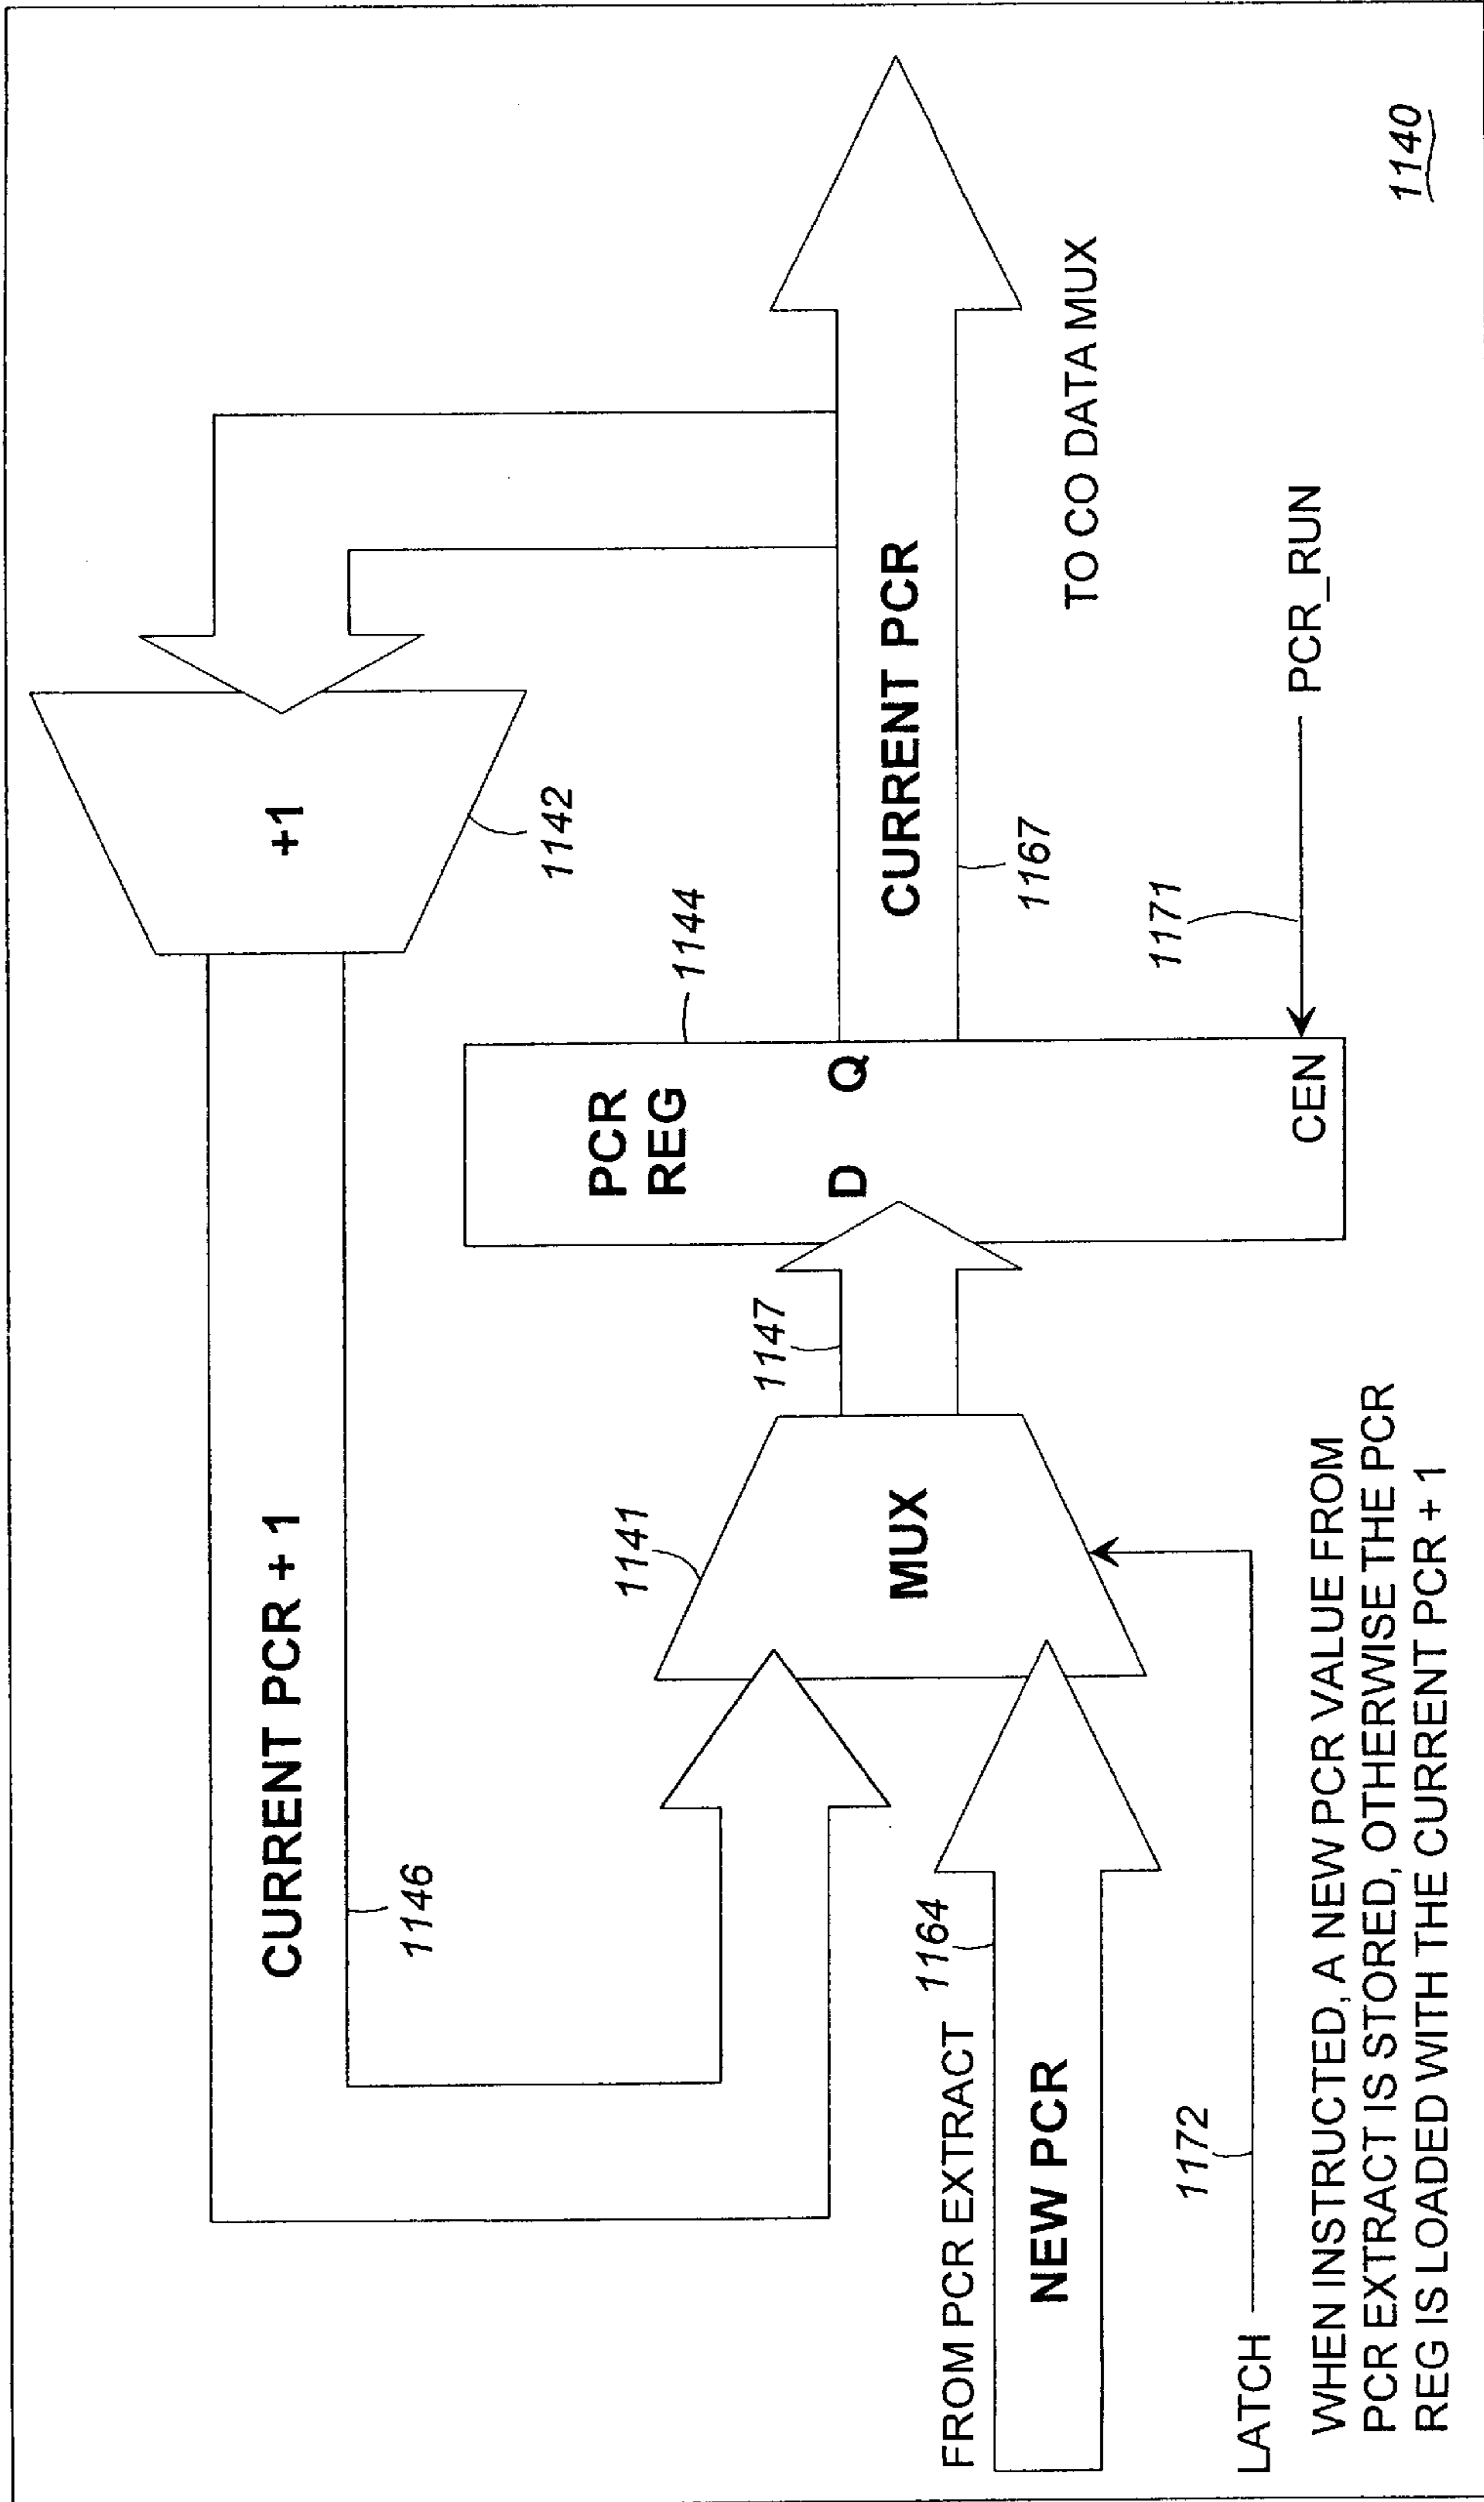 CURRENT PCR + 1
1146
+1
1142
FROM PCR EXTRACT
1164
NEW PCR
1141
MUX
1147
PCR
REG
D Q
CEN
1144
CURRENT PCR
1167
TO CO DATA MUX
1171
PCR_RUN
LATCH
1172
WHEN INSTRUCTED, A NEW PCR VALUE FROM
PCR EXTRACT IS STORED, OTHERWISE THE PCR
REG IS LOADED WITH THE CURRENT PCR + 1
1140